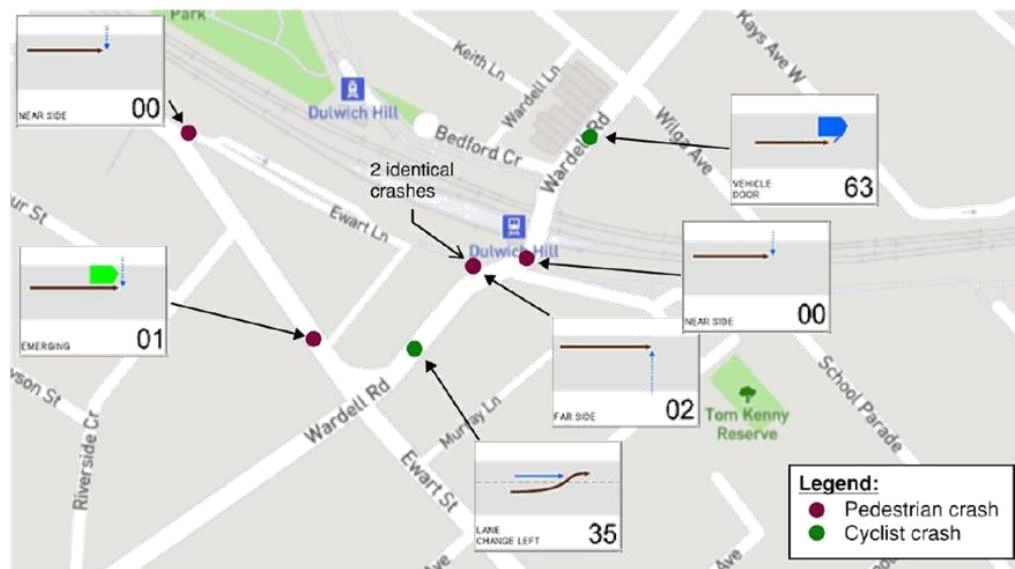 Park
NEAR SIDE
00
Keith Ln
Kays Ave W
Dulwich Hill
Wardell Ln
Bedford Cr
Wardell Rd
Wilga Ave
VEHICLE
DOOR
63
2 identical
crashes
ur St
Ewart Ln
Dulwich Hill
NEAR SIDE
00
EMERGING
01
FAR SIDE
02
yson St
Riverside Cr
Wardell Rd
Murray Ln
Tom Kenny
Reserve
School Parade
Ewart St
LANE
CHANGE LEFT
35
Legend:
Pedestrian crash
Cyclist crash
Ave
Ave